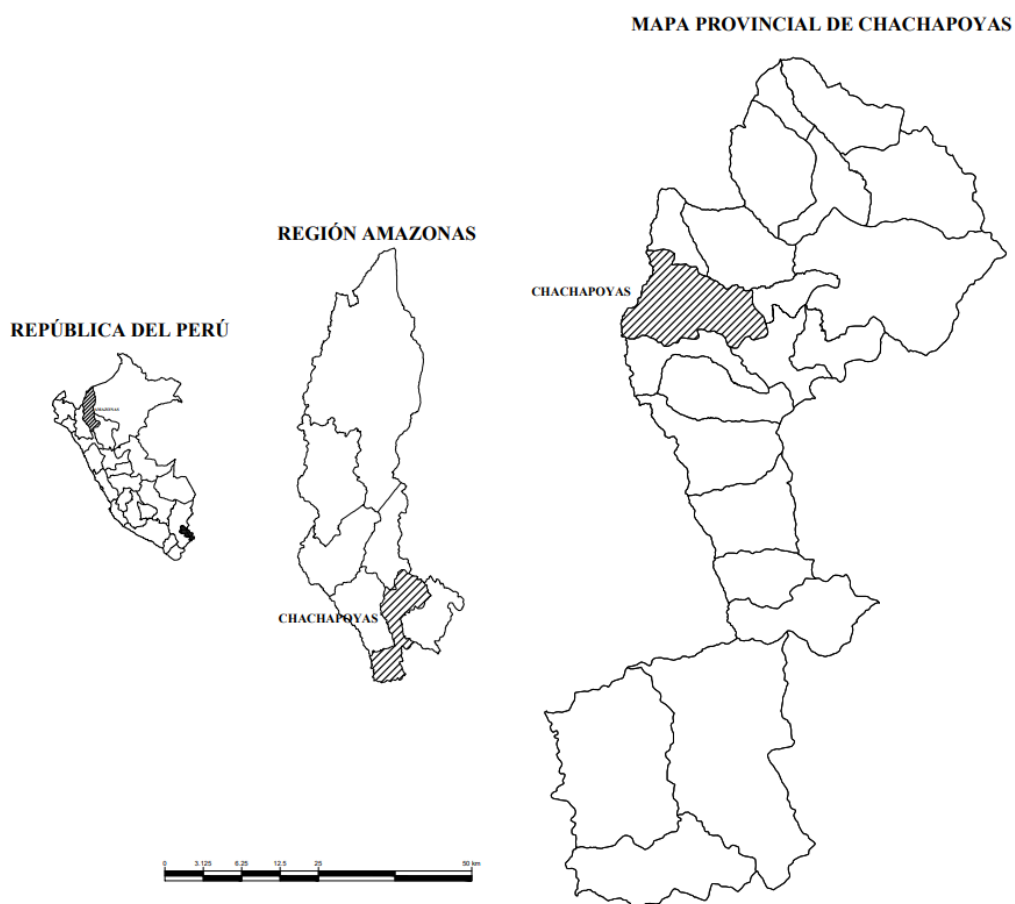 MAPA PROVINCIAL DE CHACHAPOYAS
REGIÓN AMAZONAS
CHACHAPOYAS
REPÚBLICA DEL PERÚ
AMAZONAS
CHACHAPOYAS
0 3.125 6.25 12.5 25 50 km